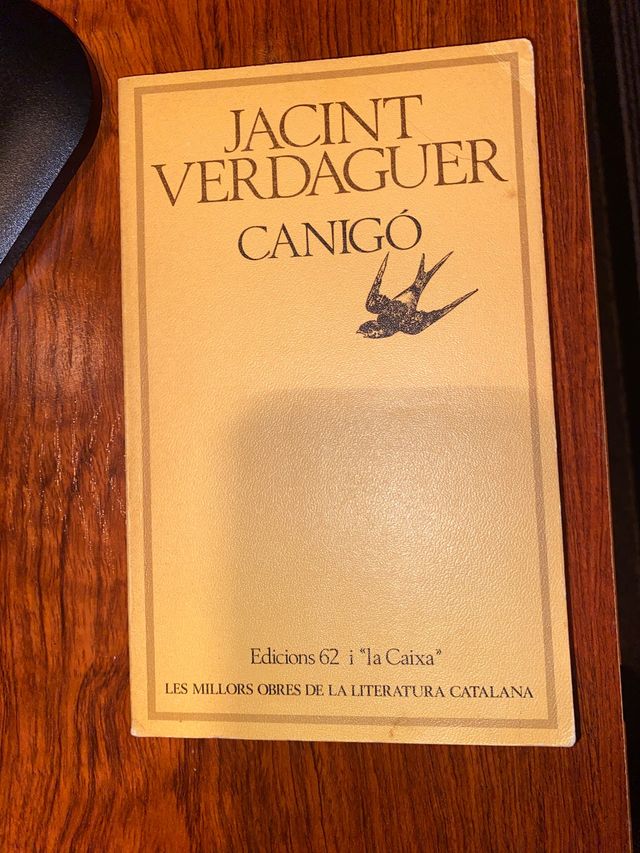 JACINT
VERDAGUER
CANIGÓ
Edicions 62 i “la Caixa”
LES MILLORS OBRES DE LA LITERATURA CATALANA